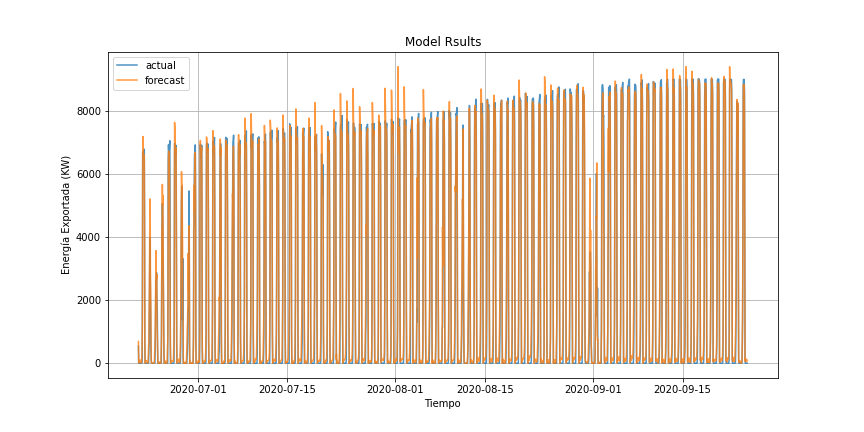 Model Rsults
actual
forecast
8000
6000
4000
2000
0
Energía Exportada (KW)
2020-07-01 2020-07-15 2020-08-01 2020-08-15 2020-09-01 2020-09-15
Tiempo